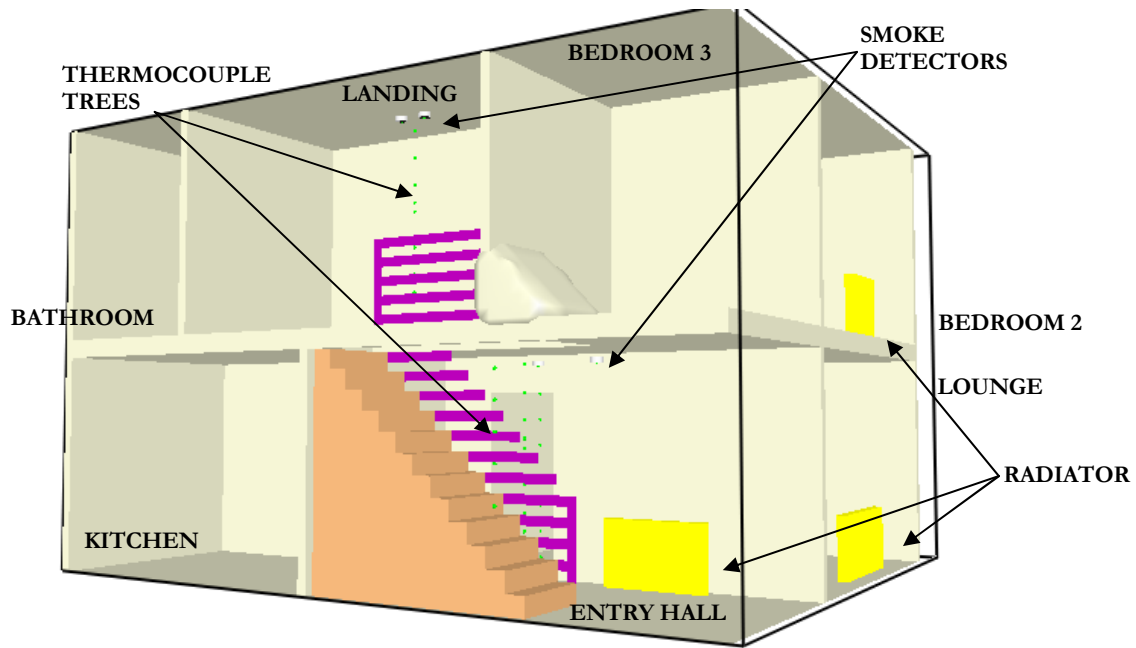 BEDROOM 3
SMOKE
DETECTORS
THERMOCOUPLE
TREES
LANDING
BATHROOM
BEDROOM 2
LOUNGE
RADIATOR
KITCHEN
ENTRY HALL